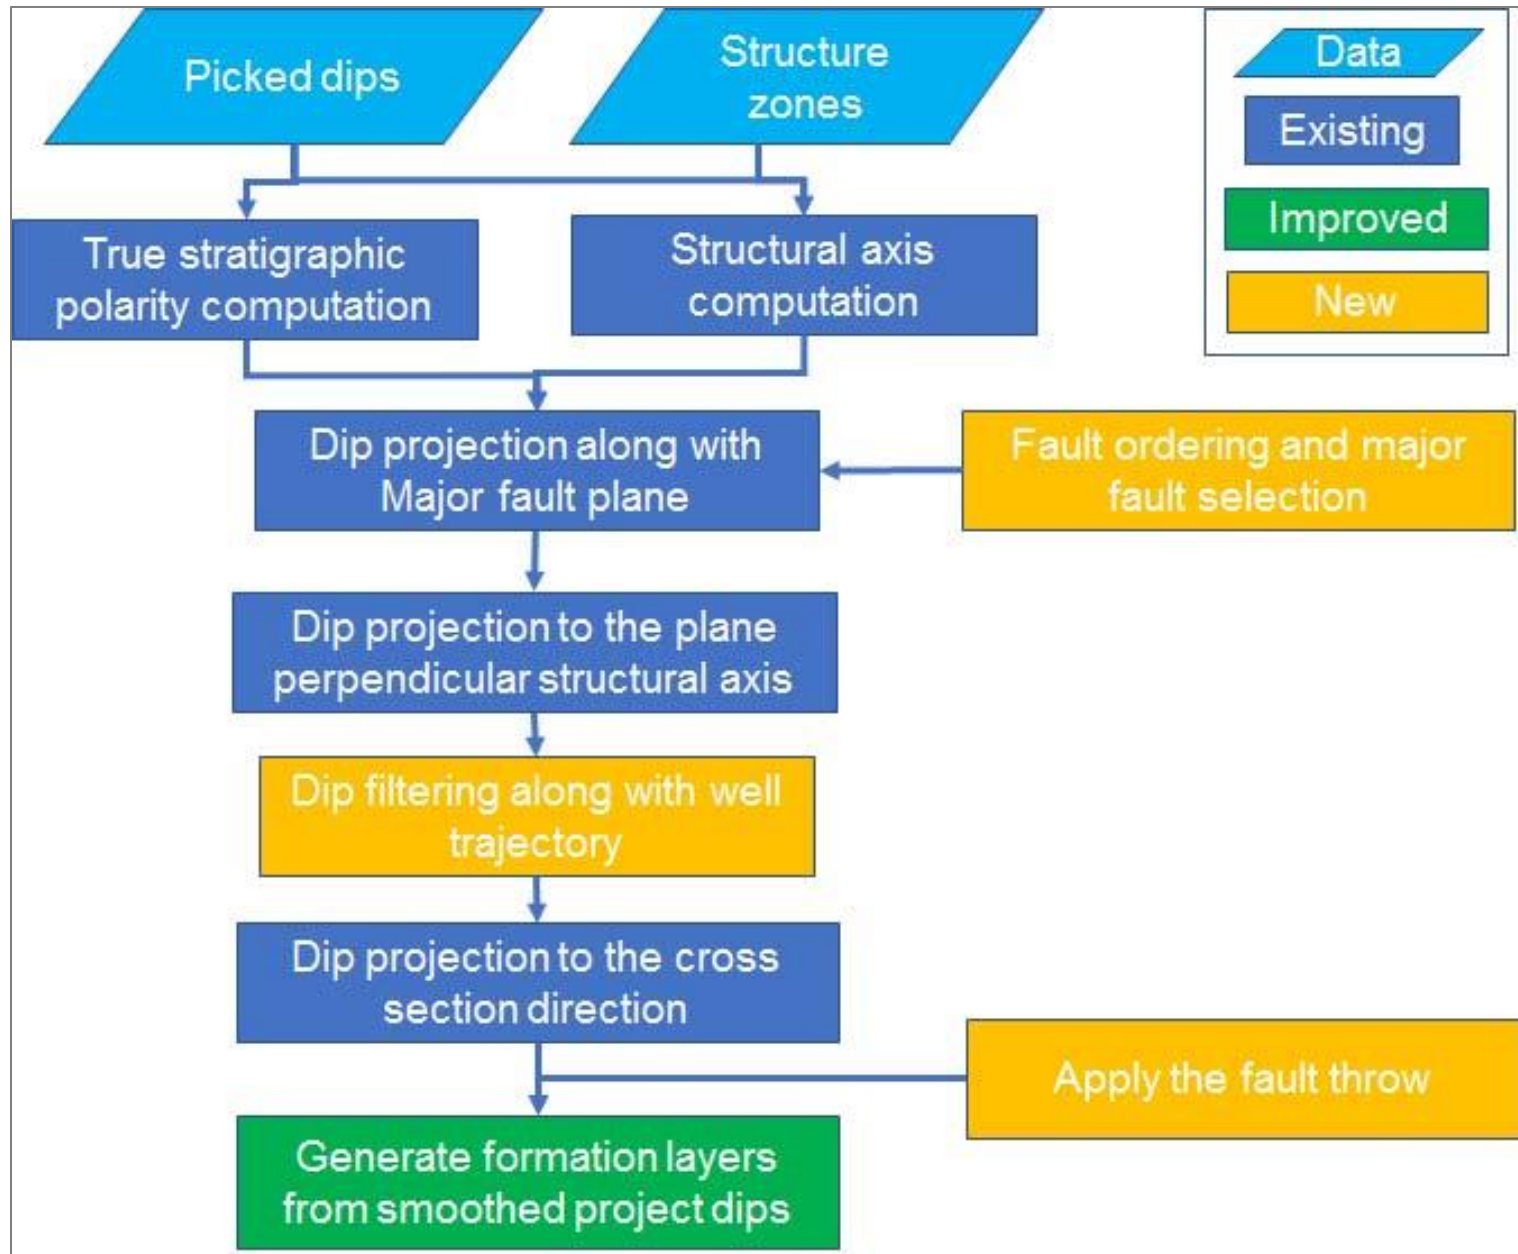 Picked dips
Structure
zones
Data
Existing
Improved
New
True stratigraphic
polarity computation
Structural axis
computation
Dip projection along with
Major fault plane
Fault ordering and major
fault selection
Dip projection to the plane
perpendicular structural axis
Dip filtering along with well
trajectory
Dip projection to the cross
section direction
Apply the fault throw
Generate formation layers
from smoothed project dips